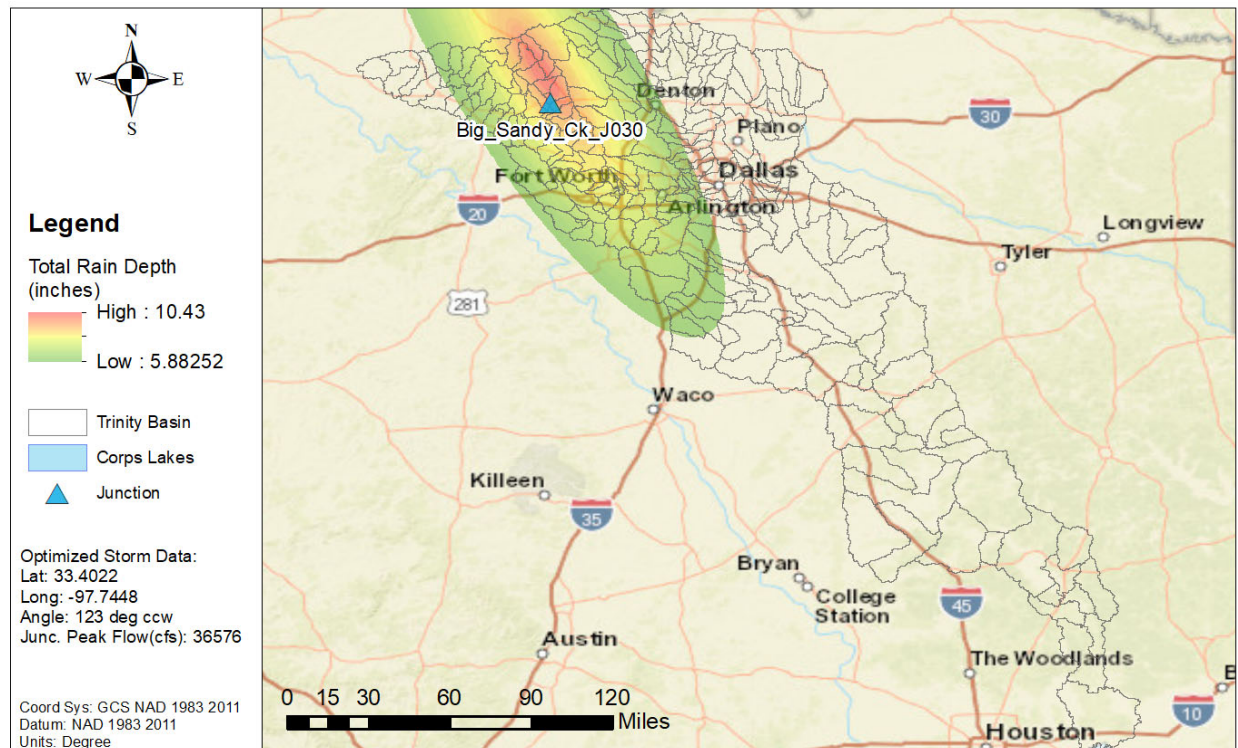 N
W
E
S
Legend
Total Rain Depth
(inches)
High : 10.43
Low : 5.88252
Trinity Basin
Corps Lakes
Junction
Optimized Storm Data:
Lat: 33.4022
Long: -97.7448
Angle: 123 deg ccw
Junc. Peak Flow(cfs): 36576
Coord Sys: GCS NAD 1983 2011
Datum: NAD 1983 2011
Units: Degree
Denton
30
Big_Sandy_Ck_J030
Plano
Fort Worth
Dallas
20
Arlington
Longview
Tyler
281
Waco
Killeen
35
Bryan
College
Station
45
Austin
The Woodlands
B
0 15 30 60 90 120
Miles
10
Houston